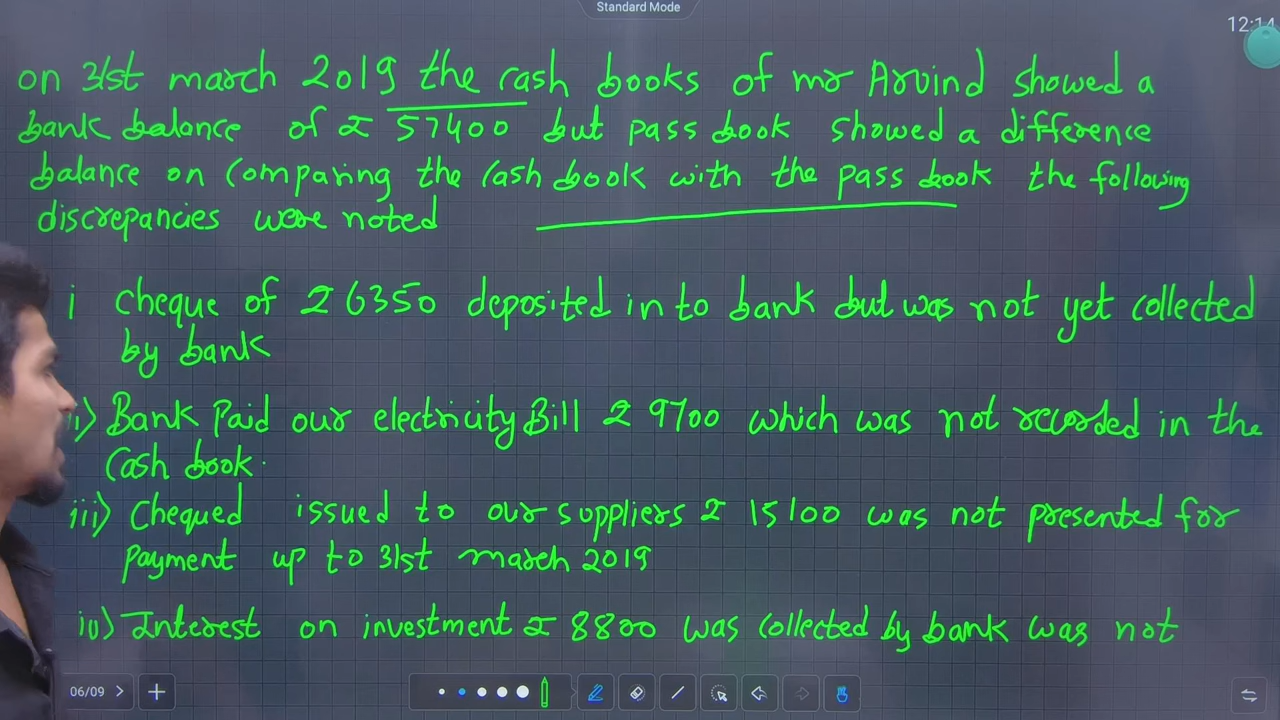 Standard Mode
12:14
on 31st march 2019 the cash books of mr Arvind showed a
bank balance of ₹ 57400 but pass book showed a difference
balance on comparing the cash book with the pass book the following
discrepancies were noted
i cheque of ₹ 6350 deposited in to bank but was not yet collected
by bank
ii) Bank Paid our electricity Bill ₹ 9700 which was not recorded in the
cash book.
iii) Chequed issued to our suppliers ₹ 15100 was not presented for
payment up to 31st march 2019
iv) Interest on investment ₹ 8800 was collected by bank was not
06/09